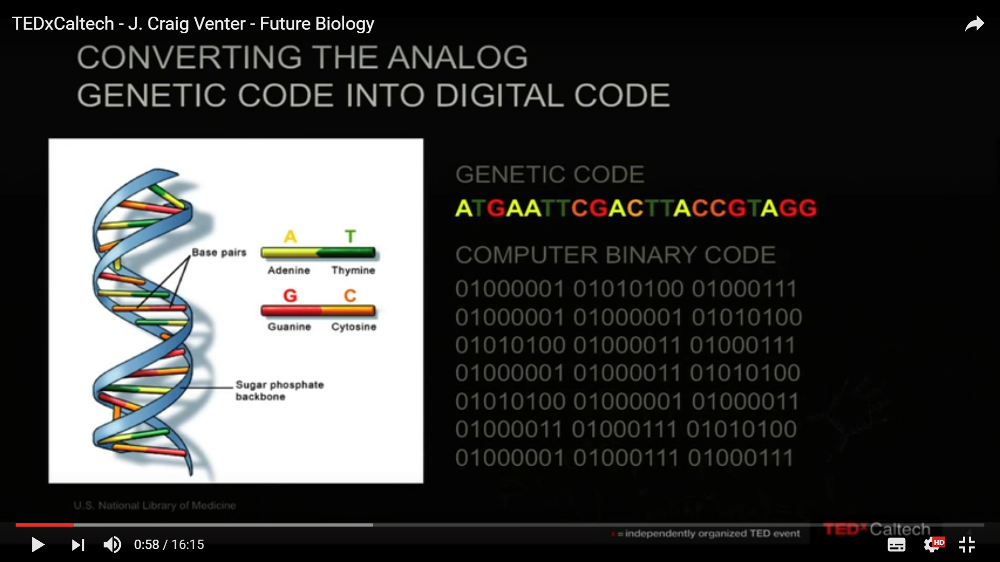 TEDxCaltech - J. Craig Venter - Future Biology
CONVERTING THE ANALOG
GENETIC CODE INTO DIGITAL CODE
Base pairs
A T
Adenine Thymine
G C
Guanine Cytosine
Sugar phosphate
backbone
U.S. National Library of Medicine
GENETIC CODE
ATGAATTCGACTTACCGTAGG
COMPUTER BINARY CODE
01000001 01010100 01000111
01000001 01000001 01010100
01010100 01000011 01000111
01000001 01000011 01010100
01010100 01000001 01000011
01000011 01000111 01010100
01000001 01000111 01000111
x = independently organized TED event
TEDx Caltech
0:58 / 16:15
HD